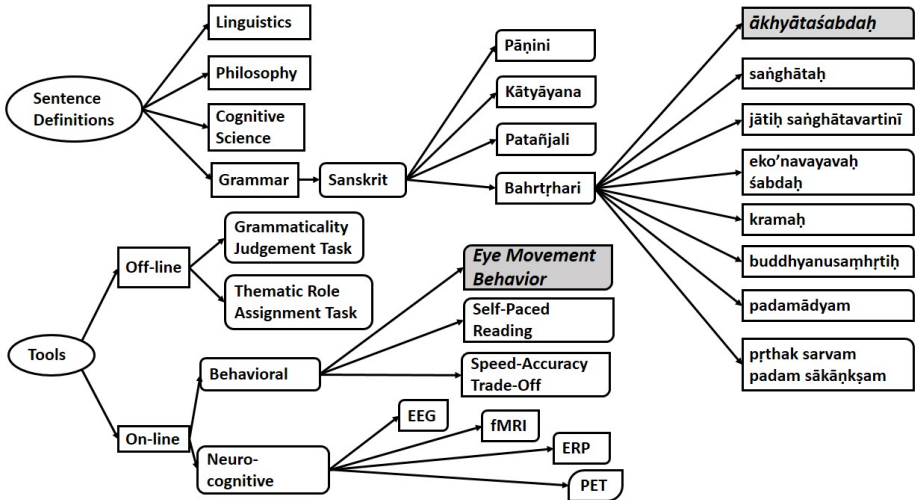 Sentence
Definitions
Linguistics
Philosophy
Cognitive
Science
Grammar
Sanskrit
Pāṇini
Kātyāyana
Patañjali
Bahrtṛhari
ākhyātaśabdaḥ
saṅghātaḥ
jātiḥ saṅghātavartinī
eko’navayavaḥ
śabdaḥ
kramaḥ
buddhyanusaṃhṛtiḥ
padamādyam
pṛthak sarvam
padam sākāṇkṣam
Tools
Off-line
Grammaticality
Judgement Task
Thematic Role
Assignment Task
On-line
Behavioral
Eye Movement
Behavior
Self-Paced
Reading
Speed-Accuracy
Trade-Off
Neuro-
cognitive
EEG
fMRI
ERP
PET